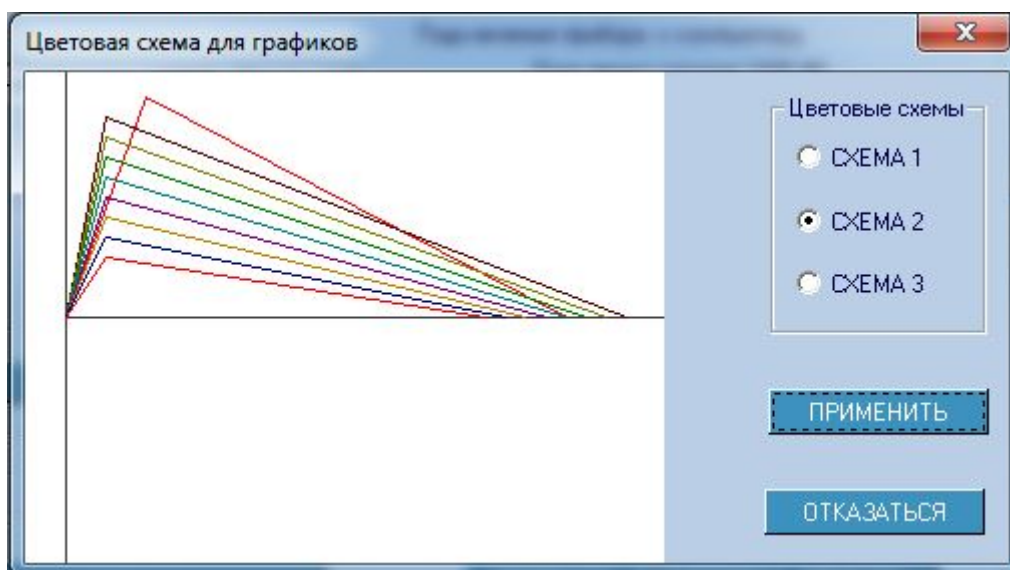 Цветовая схема для графиков
Цветовые схемы
СХЕМА 1
СХЕМА 2
СХЕМА 3
ПРИМЕНИТЬ
ОТКАЗАТЬСЯ